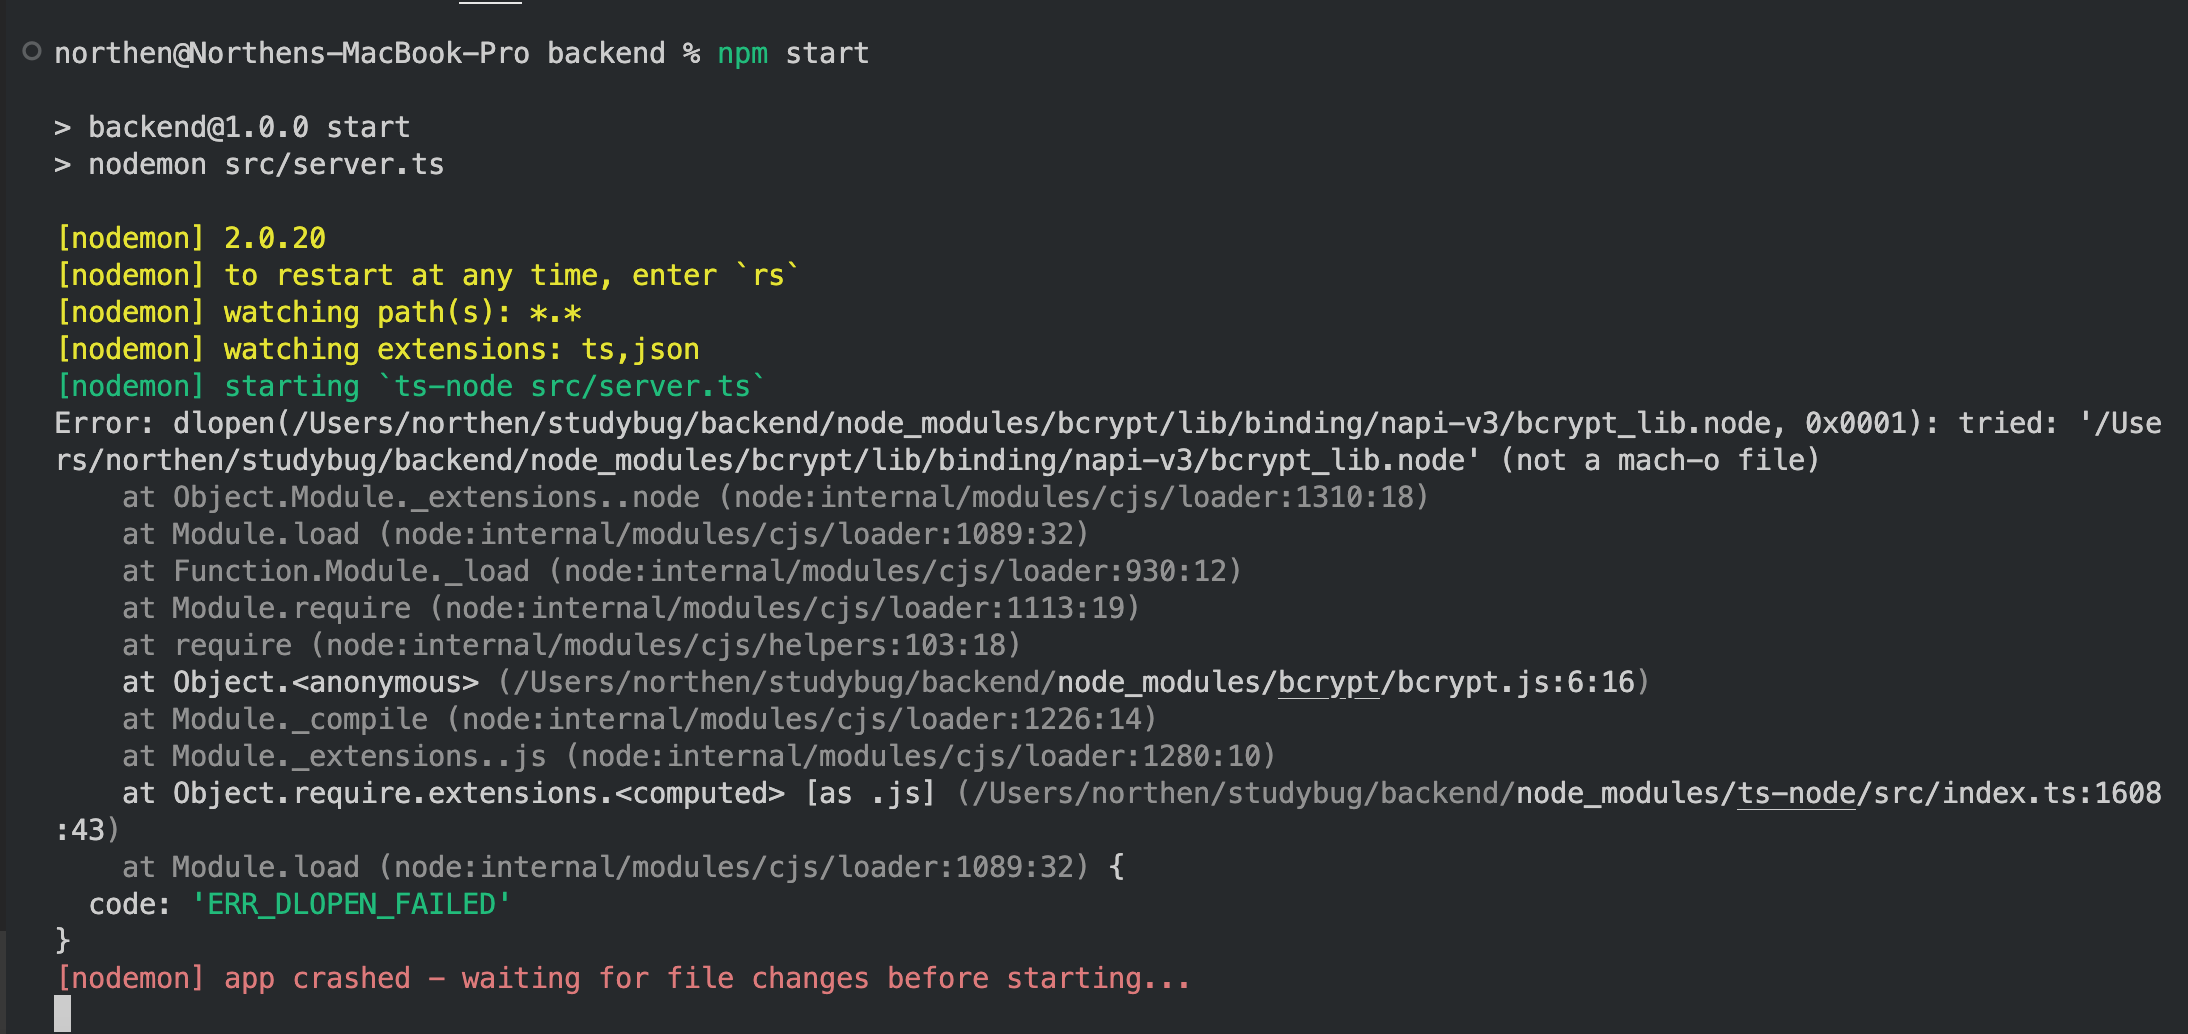 northen@Northens-MacBook-Pro backend % npm start
> backend@1.0.0 start
> nodemon src/server.ts
[nodemon] 2.0.20
[nodemon] to restart at any time, enter `rs`
[nodemon] watching path(s): *.*
[nodemon] watching extensions: ts,json
[nodemon] starting `ts-node src/server.ts`
Error: dlopen(/Users/northen/studybug/backend/node_modules/bcrypt/lib/binding/napi-v3/bcrypt_lib.node, 0x0001): tried: '/Use
rs/northen/studybug/backend/node_modules/bcrypt/lib/binding/napi-v3/bcrypt_lib.node' (not a mach-o file)
    at Object.Module._extensions..node (node:internal/modules/cjs/loader:1310:18)
    at Module.load (node:internal/modules/cjs/loader:1089:32)
    at Function.Module._load (node:internal/modules/cjs/loader:930:12)
    at Module.require (node:internal/modules/cjs/loader:1113:19)
    at require (node:internal/modules/cjs/helpers:103:18)
    at Object.<anonymous> (/Users/northen/studybug/backend/node_modules/bcrypt/bcrypt.js:6:16)
    at Module._compile (node:internal/modules/cjs/loader:1226:14)
    at Module._extensions..js (node:internal/modules/cjs/loader:1280:10)
    at Object.require.extensions.<computed> [as .js] (/Users/northen/studybug/backend/node_modules/ts-node/src/index.ts:1608
:43)
    at Module.load (node:internal/modules/cjs/loader:1089:32) {
  code: 'ERR_DLOPEN_FAILED'
}
[nodemon] app crashed - waiting for file changes before starting...